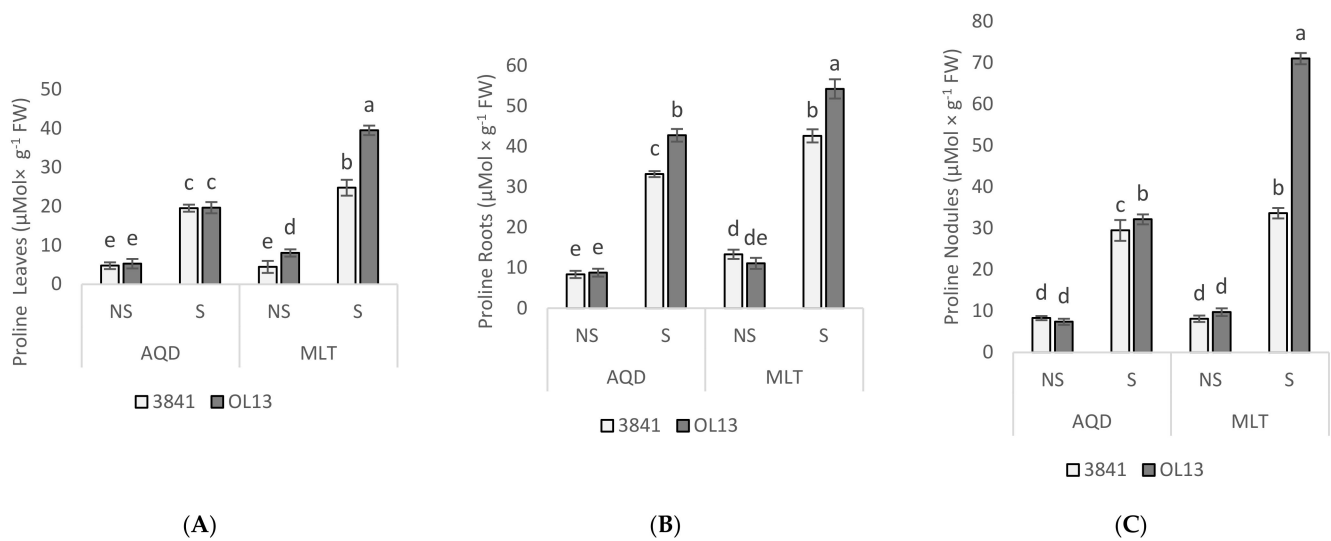 Proline Leaves (µMol× g⁻¹ FW)
50
40
30
20
10
0
e e c c e d b a
NS S NS S
AQD MLT
3841 OL13
(A)
Proline Roots (µMol × g⁻¹ FW)
60
50
40
30
20
10
0
e e c b d de b a
NS S NS S
AQD MLT
3841 OL13
(B)
Proline Nodules (µMol × g⁻¹ FW)
80
70
60
50
40
30
20
10
0
d d c b d d b a
NS S NS S
AQD MLT
3841 OL13
(C)